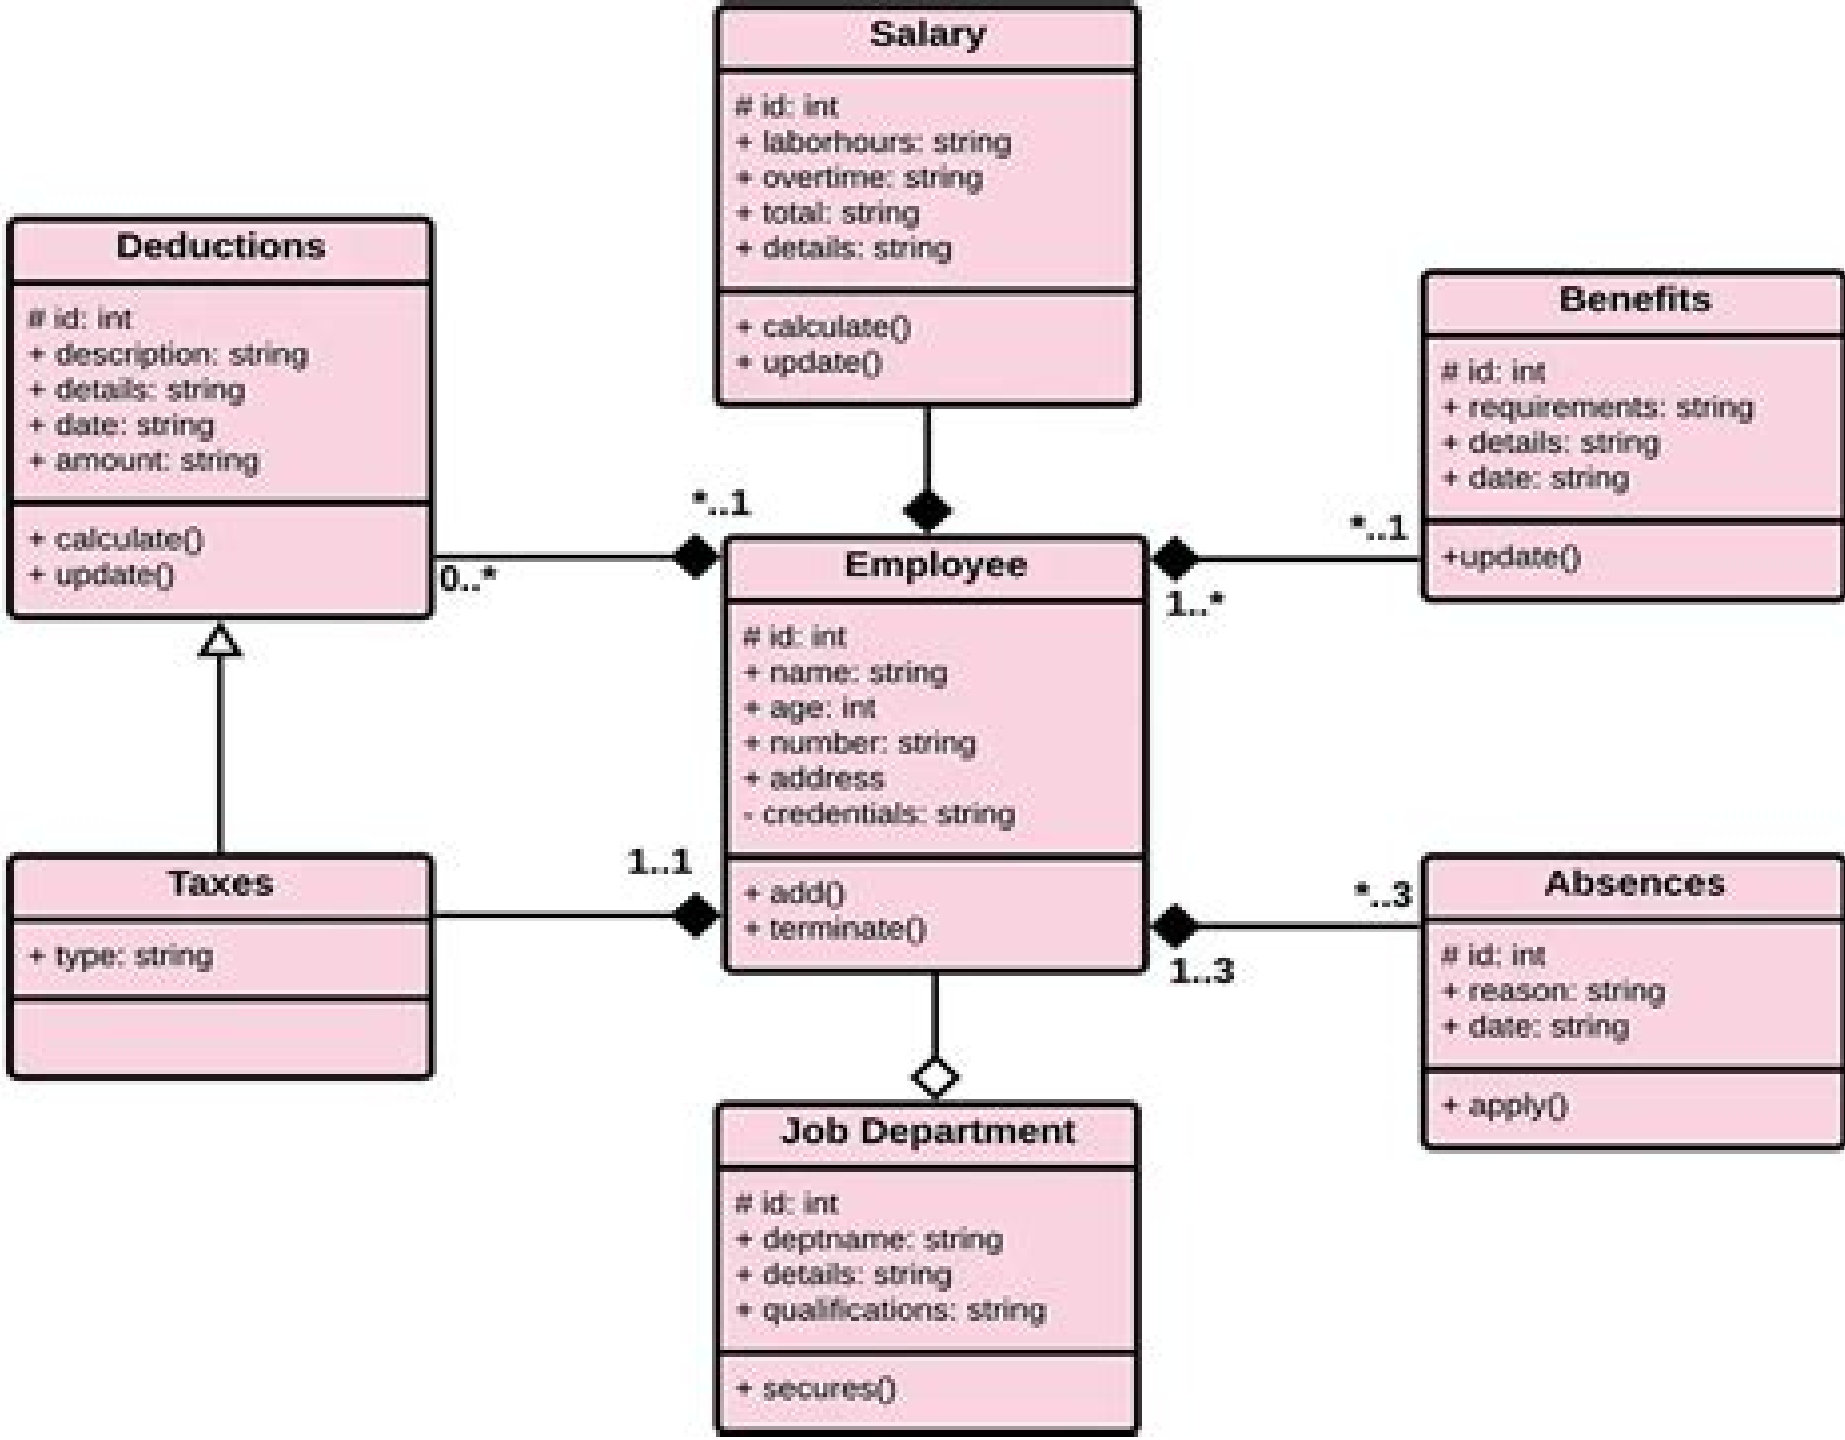 Salary
# id: int
+ laborhours: string
+ overtime: string
+ total: string
+ details: string
+ calculate()
+ update()
Deductions
# id: int
+ description: string
+ details: string
+ date: string
+ amount: string
+ calculate()
+ update()
Benefits
# id: int
+ requirements: string
+ details: string
+ date: string
+update()
*..1
0..*
*..1
1..*
Employee
# id: int
+ name: string
+ age: int
+ number: string
+ address
- credentials: string
+ add()
+ terminate()
Taxes
+ type: string
1..1
*..3
1..3
Absences
# id: int
+ reason: string
+ date: string
+ apply()
Job Department
# id: int
+ deptname: string
+ details: string
+ qualifications: string
+ secures()